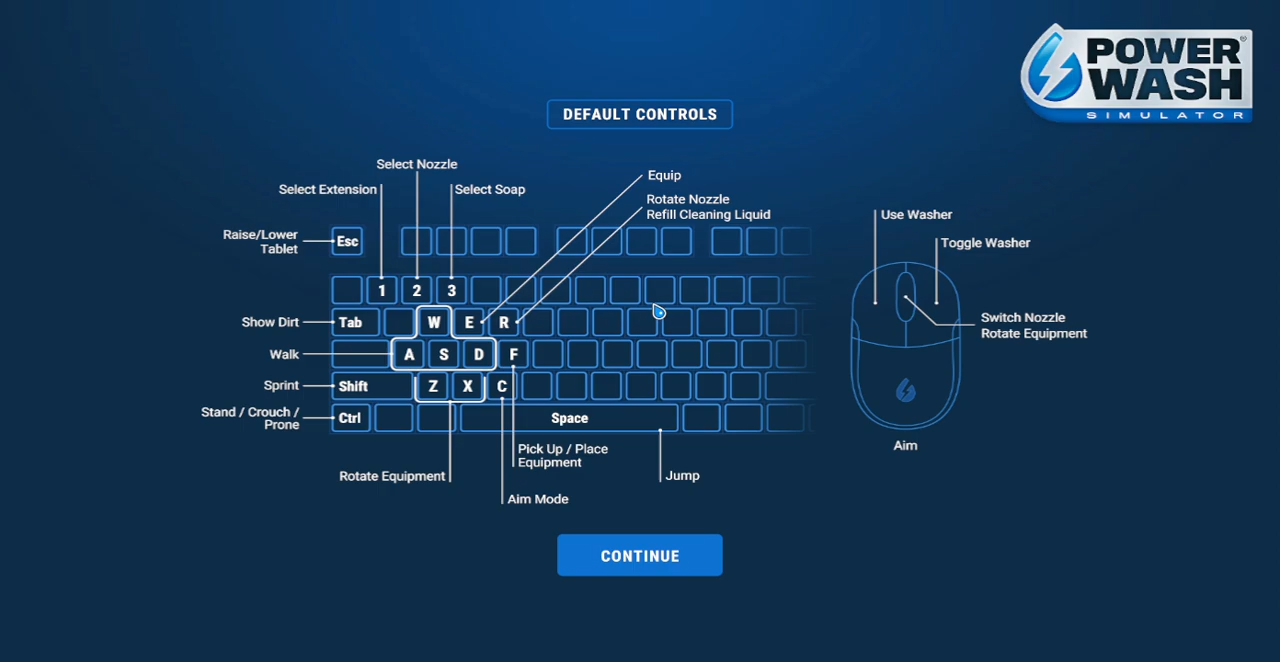 POWER
WASH
SIMULATOR
DEFAULT CONTROLS
Select Nozzle
Select Extension
Select Soap
Equip
Rotate Nozzle
Refill Cleaning Liquid
Raise/Lower
Tablet
Esc
1 2 3
Show Dirt
Tab W E R
Walk
A S D F
Sprint
Shift Z X C
Stand / Crouch /
Prone
Ctrl Space
Rotate Equipment
Pick Up / Place
Equipment
Aim Mode
Jump
Use Washer
Toggle Washer
Switch Nozzle
Rotate Equipment
Aim
CONTINUE